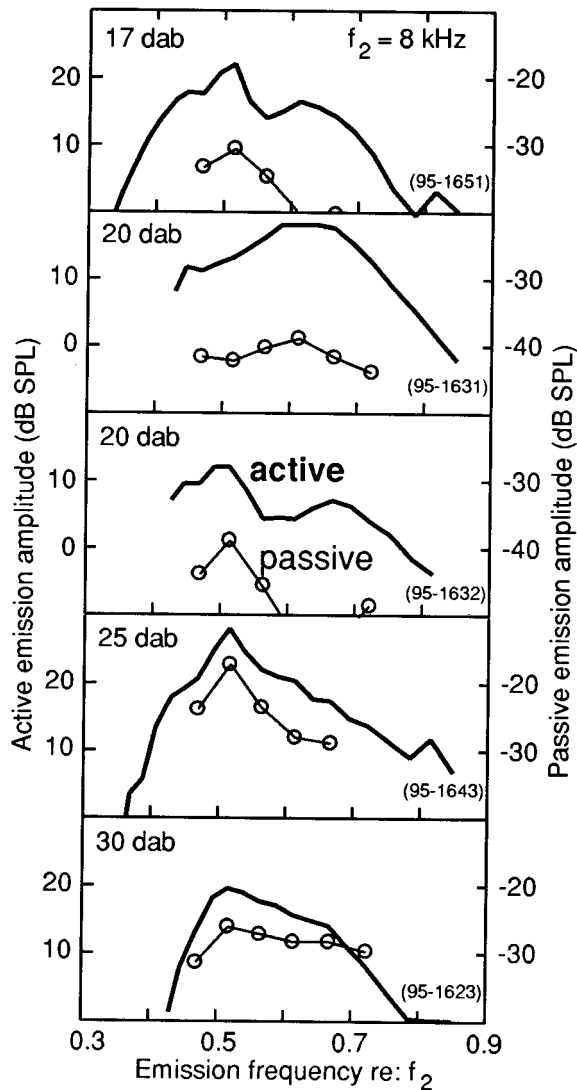 17 dab
f₂ = 8 kHz
20
10
-20
-30
(95-1651)
20 dab
10
0
-30
-40
(95-1631)
20 dab
active
10
0
passive
-30
-40
(95-1632)
25 dab
20
10
-20
-30
(95-1643)
30 dab
20
10
-20
-30
(95-1623)
0.3
0.5
0.7
0.9
Emission frequency re: f₂
Active emission amplitude (dB SPL)
Passive emission amplitude (dB SPL)